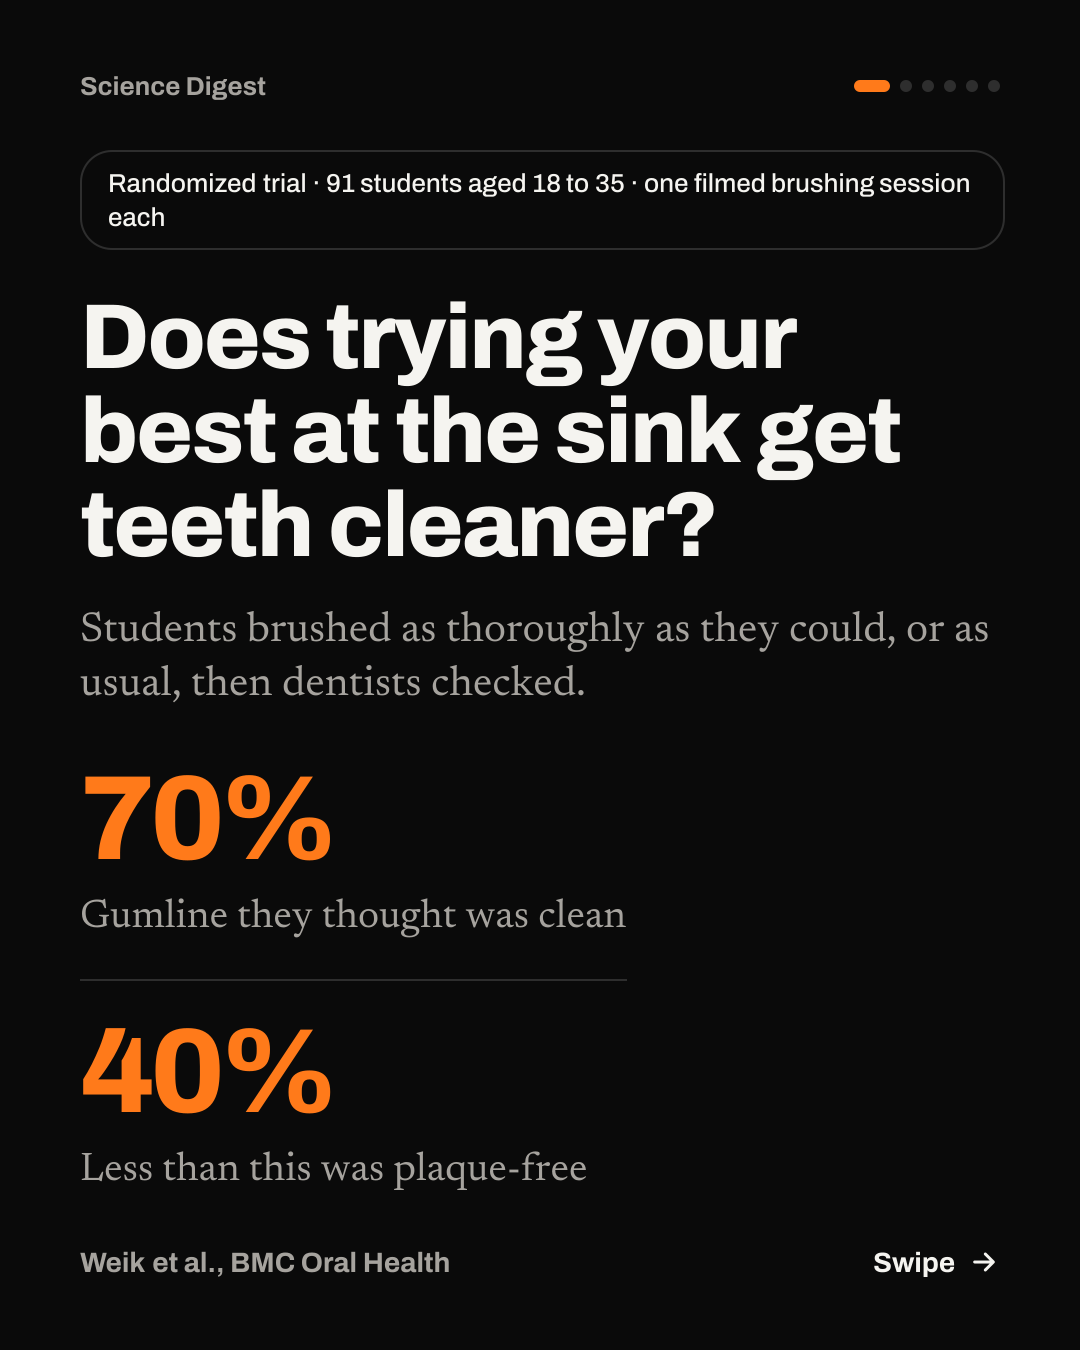 Science Digest
Randomized trial · 91 students aged 18 to 35 · one filmed brushing session
each
Does trying your
best at the sink get
teeth cleaner?
Students brushed as thoroughly as they could, or as
usual, then dentists checked.
70%
Gumline they thought was clean
40%
Less than this was plaque-free
Weik et al., BMC Oral Health
Swipe →